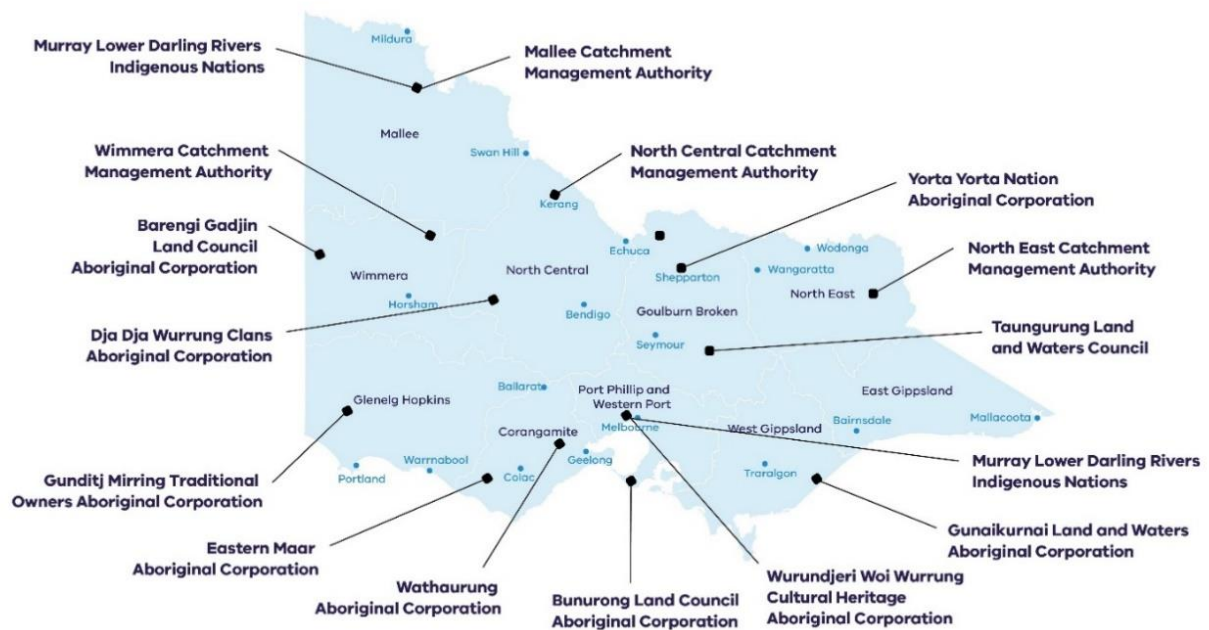 Mildura
Murray Lower Darling Rivers
Indigenous Nations
Mallee Catchment
Management Authority
Mallee
Wimmera Catchment
Management Authority
Swan Hill
North Central Catchment
Management Authority
Yorta Yorta Nation
Aboriginal Corporation
Kerang
Barengi Gadjin
Land Council
Aboriginal Corporation
Echuca
Wodonga
North East Catchment
Management Authority
Wimmera
North Central
Shepparton
Wangaratta
North East
Horsham
Bendigo
Goulburn Broken
Dja Dja Wurrung Clans
Aboriginal Corporation
Seymour
Taungurung Land
and Waters Council
Ballarat
Port Phillip and
Western Port
East Gippsland
Glenelg Hopkins
Melbourne
West Gippsland
Bairnsdale
Mallacoota
Corangamite
Geelong
Portland
Warrnabool
Colac
Traralgon
Gunditj Mirring Traditional
Owners Aboriginal Corporation
Murray Lower Darling Rivers
Indigenous Nations
Eastern Maar
Aboriginal Corporation
Gunaikurnai Land and Waters
Aboriginal Corporation
Wathaurung
Aboriginal Corporation
Bunurong Land Council
Aboriginal Corporation
Wurundjeri Woi Wurrung
Cultural Heritage
Aboriginal Corporation